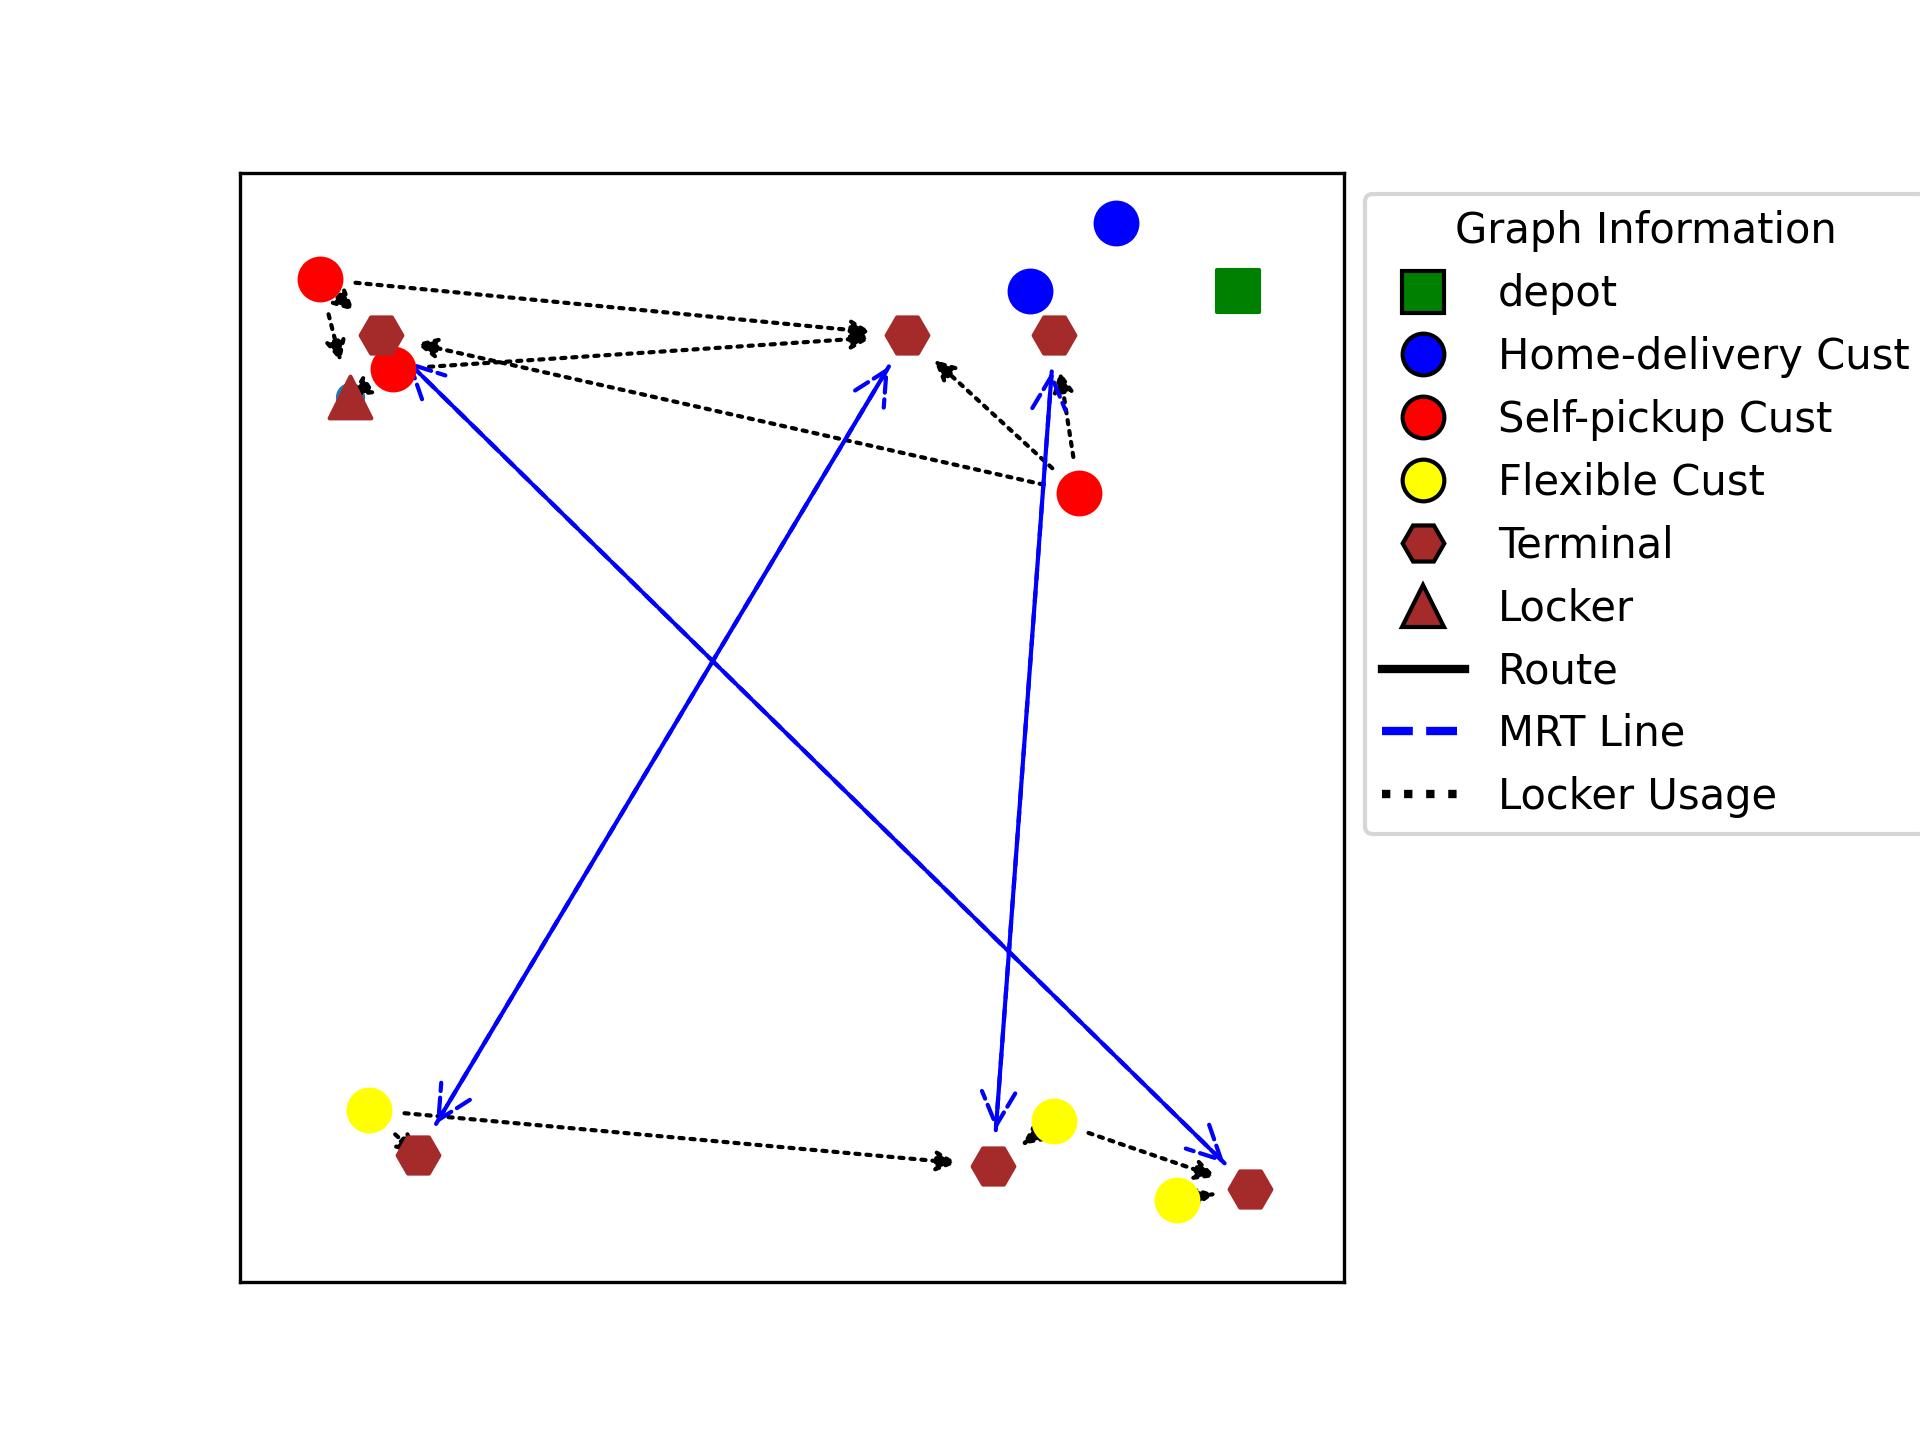 Graph Information
depot
Home-delivery Cust
Self-pickup Cust
Flexible Cust
Terminal
Locker
Route
MRT Line
Locker Usage